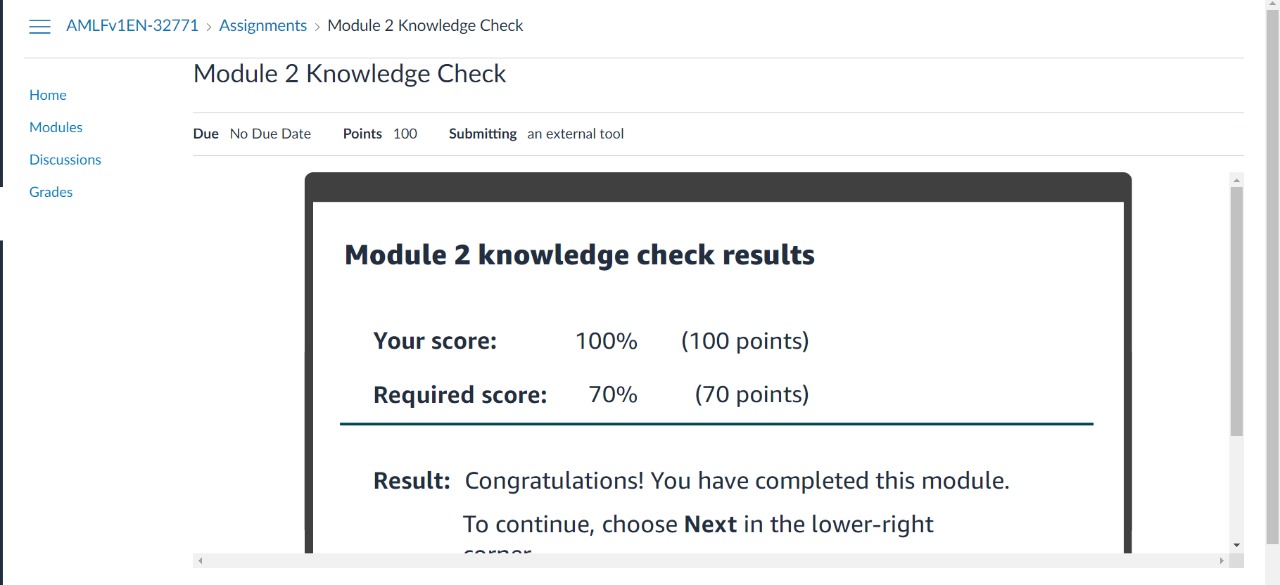 AMLFv1EN-32771 › Assignments › Module 2 Knowledge Check
Module 2 Knowledge Check
Home
Modules
Discussions
Grades
Due No Due Date Points 100 Submitting an external tool
Module 2 knowledge check results
Your score: 100% (100 points)
Required score: 70% (70 points)
Result: Congratulations! You have completed this module.
To continue, choose Next in the lower-right
corner